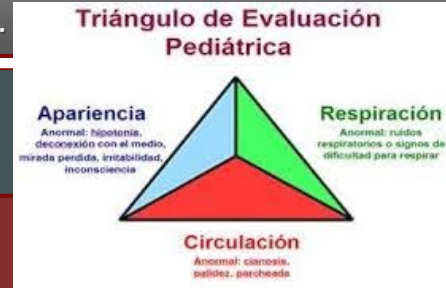 Triángulo de Evaluación
Pediátrica
Apariencia
Anormal: hipotonía,
deconexión con el medio,
mirada perdida, irritabilidad,
inconsciencia
Respiración
Anormal: ruidos
respiratorios o signos de
dificultad para respirar
Circulación
Anormal: cianosis,
palidez, parcheado